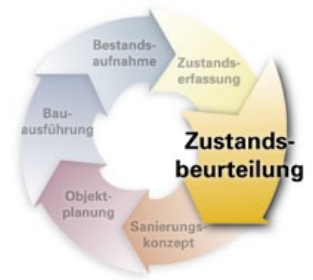 Bestands-
aufnahme
Zustands-
erfassung
Zustands-
beurteilung
Sanierungs-
konzept
Objekt-
planung
Bau-
ausführung